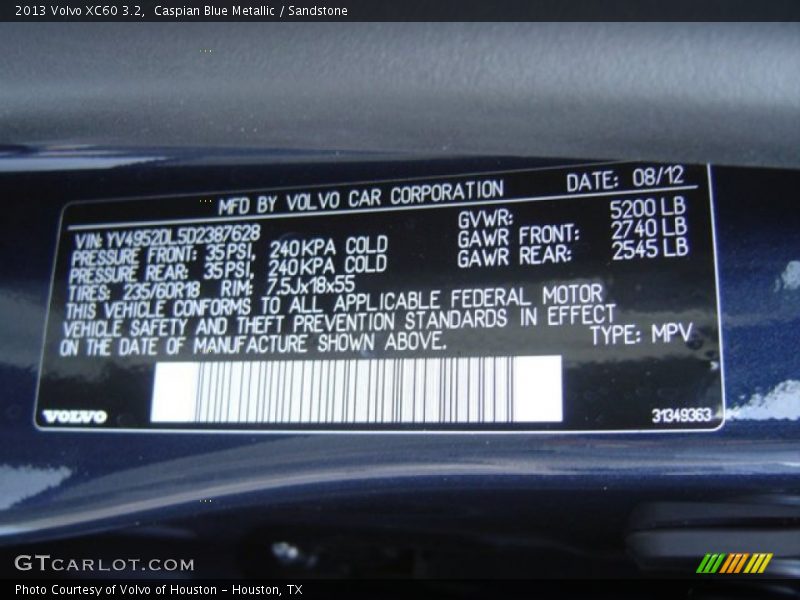 2013 Volvo XC60 3.2, Caspian Blue Metallic / Sandstone
MFD BY VOLVO CAR CORPORATION DATE: 08/12
VIN: YV4952DL5D2387628
PRESSURE FRONT: 35PSI, 240KPA COLD
PRESSURE REAR: 35PSI, 240KPA COLD
TIRES: 235/60R18 RIM: 7.5Jx18x55
GVWR: 5200 LB
GAWR FRONT: 2740 LB
GAWR REAR: 2545 LB
THIS VEHICLE CONFORMS TO ALL APPLICABLE FEDERAL MOTOR
VEHICLE SAFETY AND THEFT PREVENTION STANDARDS IN EFFECT
ON THE DATE OF MANUFACTURE SHOWN ABOVE.
TYPE: MPV
VOLVO
31349363
GTCARLOT.COM
Photo Courtesy of Volvo of Houston - Houston, TX